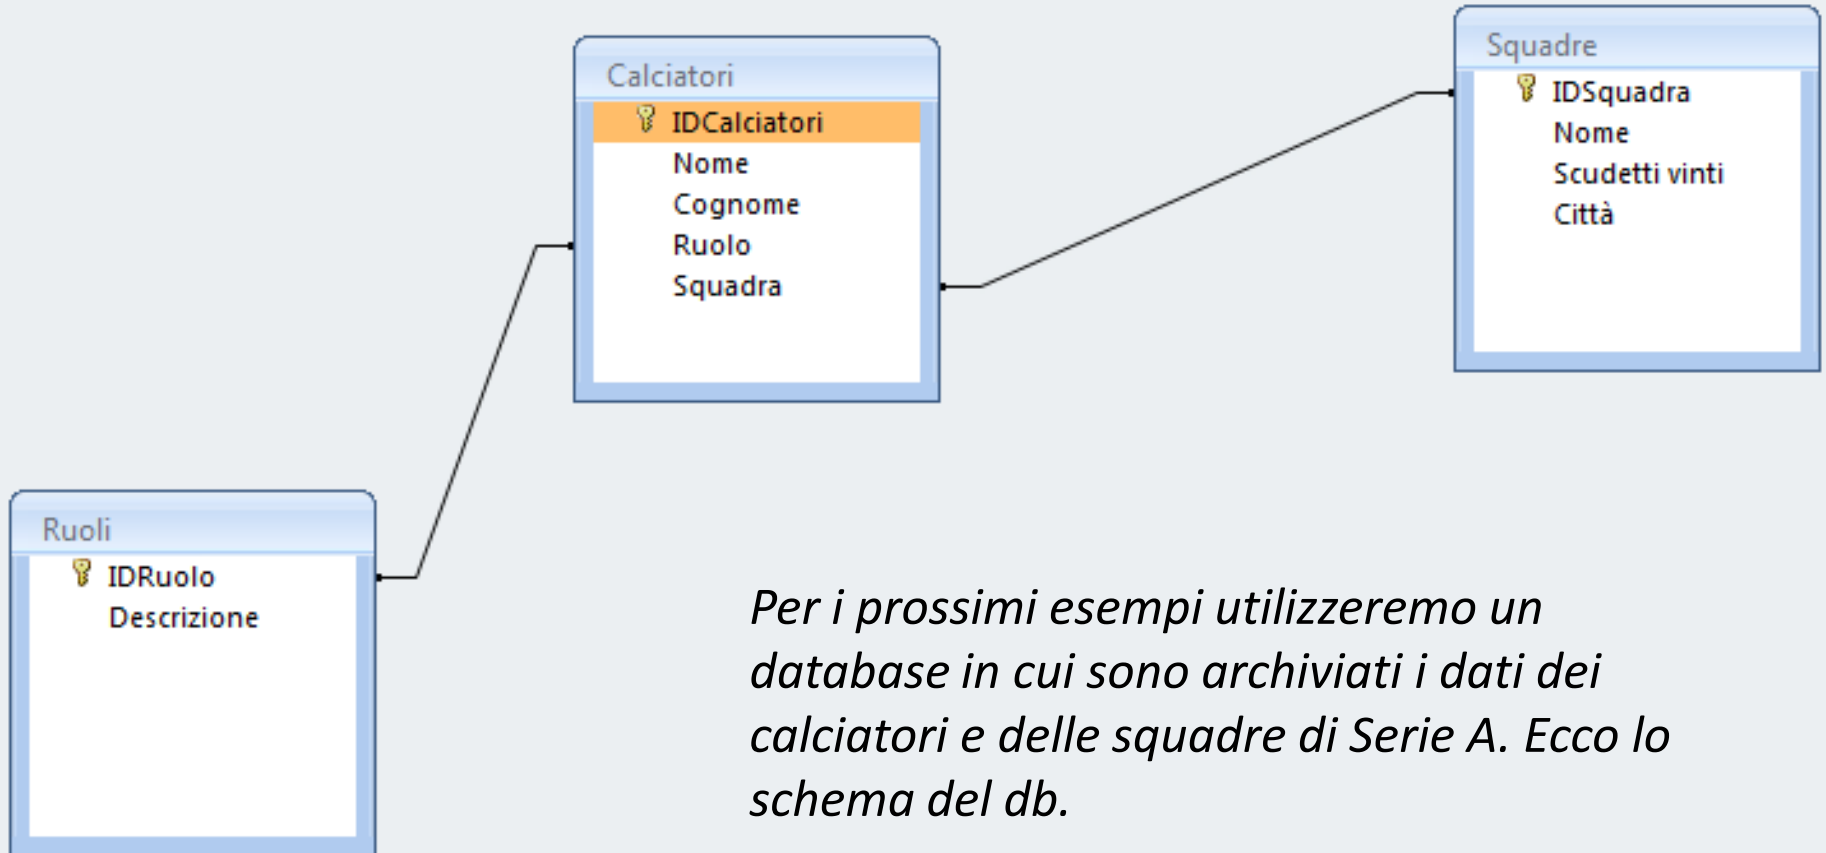 Calciatori
IDCalciatori
Nome
Cognome
Ruolo
Squadra
Squadre
IDSquadra
Nome
Scudetti vinti
Città
Ruoli
IDRuolo
Descrizione
Per i prossimi esempi utilizzeremo un
database in cui sono archiviati i dati dei
calciatori e delle squadre di Serie A. Ecco lo
schema del db.